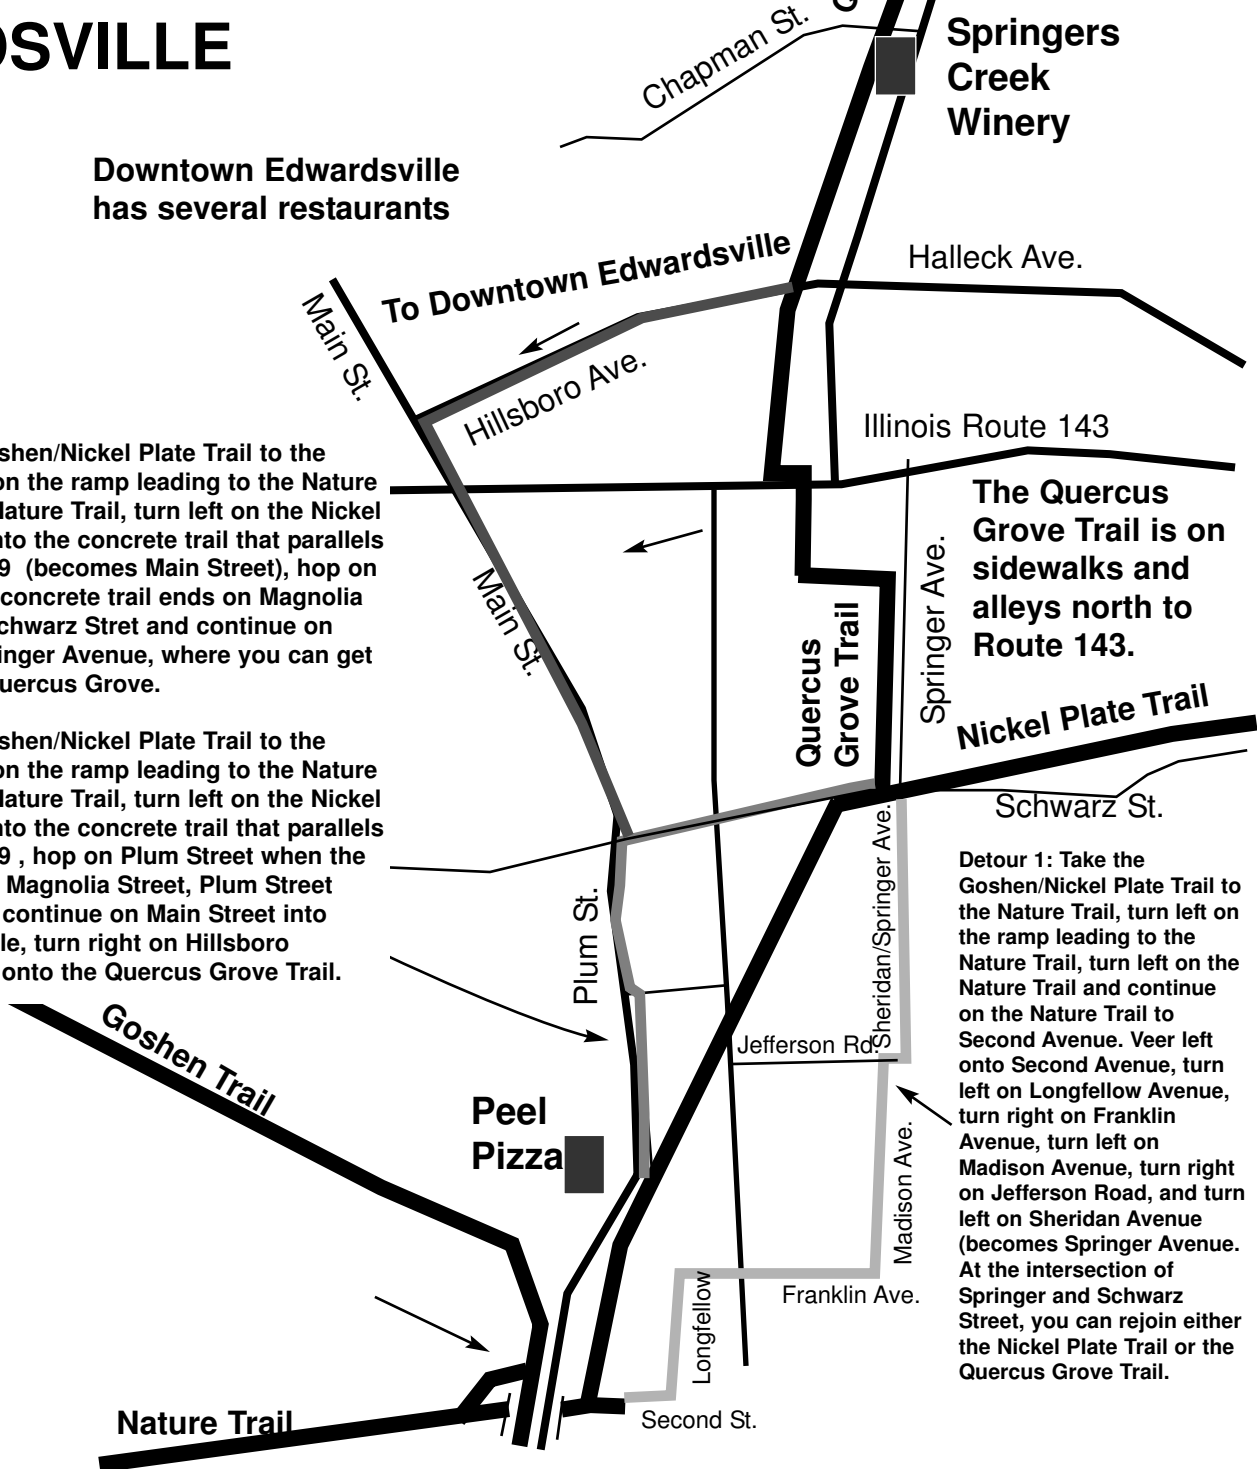 DSVILLE
Chapman St.
G
Springers
Creek
Winery
Downtown Edwardsville
has several restaurants
To Downtown Edwardsville
Halleck Ave.
Main St.
Hillsboro Ave.
Illinois Route 143
shen/Nickel Plate Trail to the
on the ramp leading to the Nature
Nature Trail, turn left on the Nickel
nto the concrete trail that parallels
9 (becomes Main Street), hop on
concrete trail ends on Magnolia
chwarz Stret and continue on
inger Avenue, where you can get
uercus Grove.
The Quercus
Grove Trail is on
sidewalks and
alleys north to
Route 143.
Main St.
Springer Ave.
Quercus
Grove Trail
Nickel Plate Trail
Schwarz St.
shen/Nickel Plate Trail to the
on the ramp leading to the Nature
Nature Trail, turn left on the Nickel
nto the concrete trail that parallels
9 , hop on Plum Street when the
Magnolia Street, Plum Street
continue on Main Street into
le, turn right on Hillsboro
onto the Quercus Grove Trail.
Plum St.
Sheridan/Springer Ave.
Jefferson Rd.
Detour 1: Take the
Goshen/Nickel Plate Trail to
the Nature Trail, turn left on
the ramp leading to the
Nature Trail, turn left on the
Nature Trail and continue
on the Nature Trail to
Second Avenue. Veer left
onto Second Avenue, turn
left on Longfellow Avenue,
turn right on Franklin
Avenue, turn left on
Madison Avenue, turn right
on Jefferson Road, and turn
left on Sheridan Avenue
(becomes Springer Avenue.
At the intersection of
Springer and Schwarz
Street, you can rejoin either
the Nickel Plate Trail or the
Quercus Grove Trail.
Goshen Trail
Peel
Pizza
Madison Ave.
Franklin Ave.
Longfellow
Second St.
Nature Trail